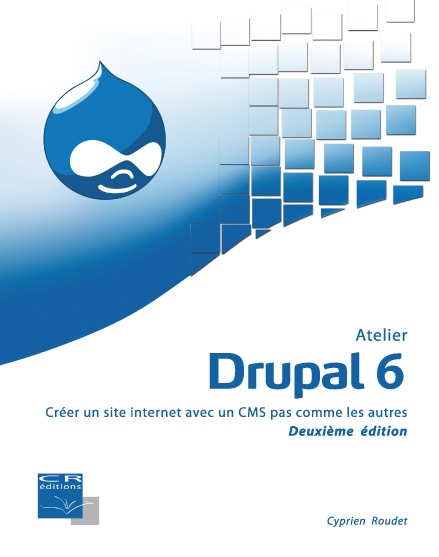 Atelier
Drupal 6
Créer un site internet avec un CMS pas comme les autres
Deuxième édition
CR
éditions
Cyprien Roudet